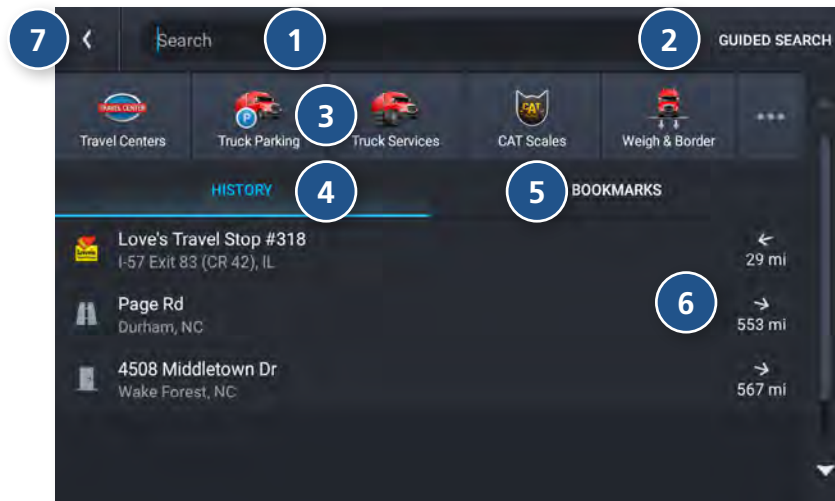 7
Search
1
2
GUIDED SEARCH
TRAVEL CENTER
P
3
CAT
Travel Centers
Truck Parking
Truck Services
CAT Scales
Weigh & Border
HISTORY
4
5
BOOKMARKS
Love's Travel Stop #318
I-57 Exit 83 (CR 42), IL
29 mi
6
Page Rd
Durham, NC
553 mi
4508 Middletown Dr
Wake Forest, NC
567 mi